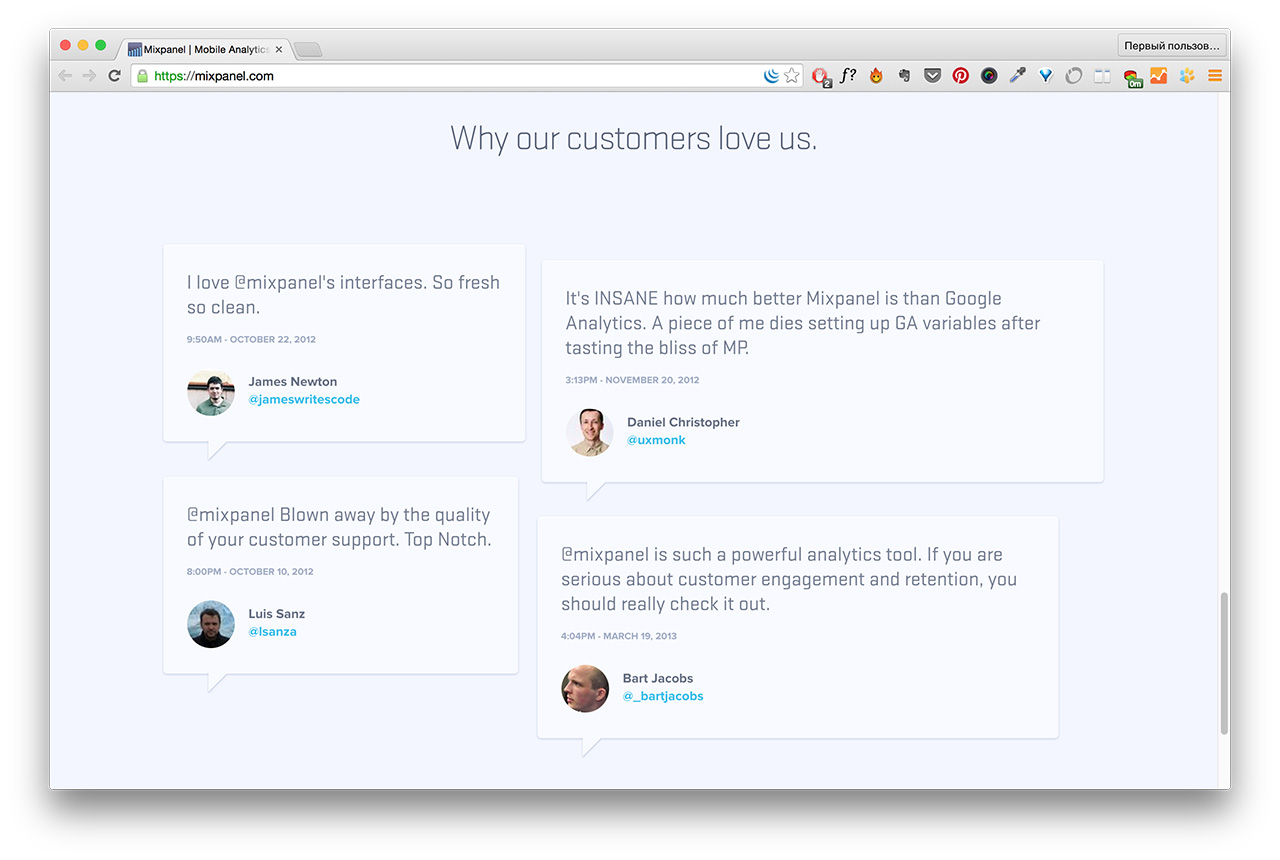 Mixpanel | Mobile Analytics
Первый пользов...
https://mixpanel.com
2
f?
0m
Why our customers love us.
I love @mixpanel's interfaces. So fresh
so clean.
9:50AM - OCTOBER 22, 2012
James Newton
@jameswritescode
It's INSANE how much better Mixpanel is than Google
Analytics. A piece of me dies setting up GA variables after
tasting the bliss of MP.
3:13PM - NOVEMBER 20, 2012
Daniel Christopher
@uxmonk
@mixpanel Blown away by the quality
of your customer support. Top Notch.
8:00PM - OCTOBER 10, 2012
Luis Sanz
@lsanza
@mixpanel is such a powerful analytics tool. If you are
serious about customer engagement and retention, you
should really check it out.
4:04PM - MARCH 19, 2013
Bart Jacobs
@_bartjacobs